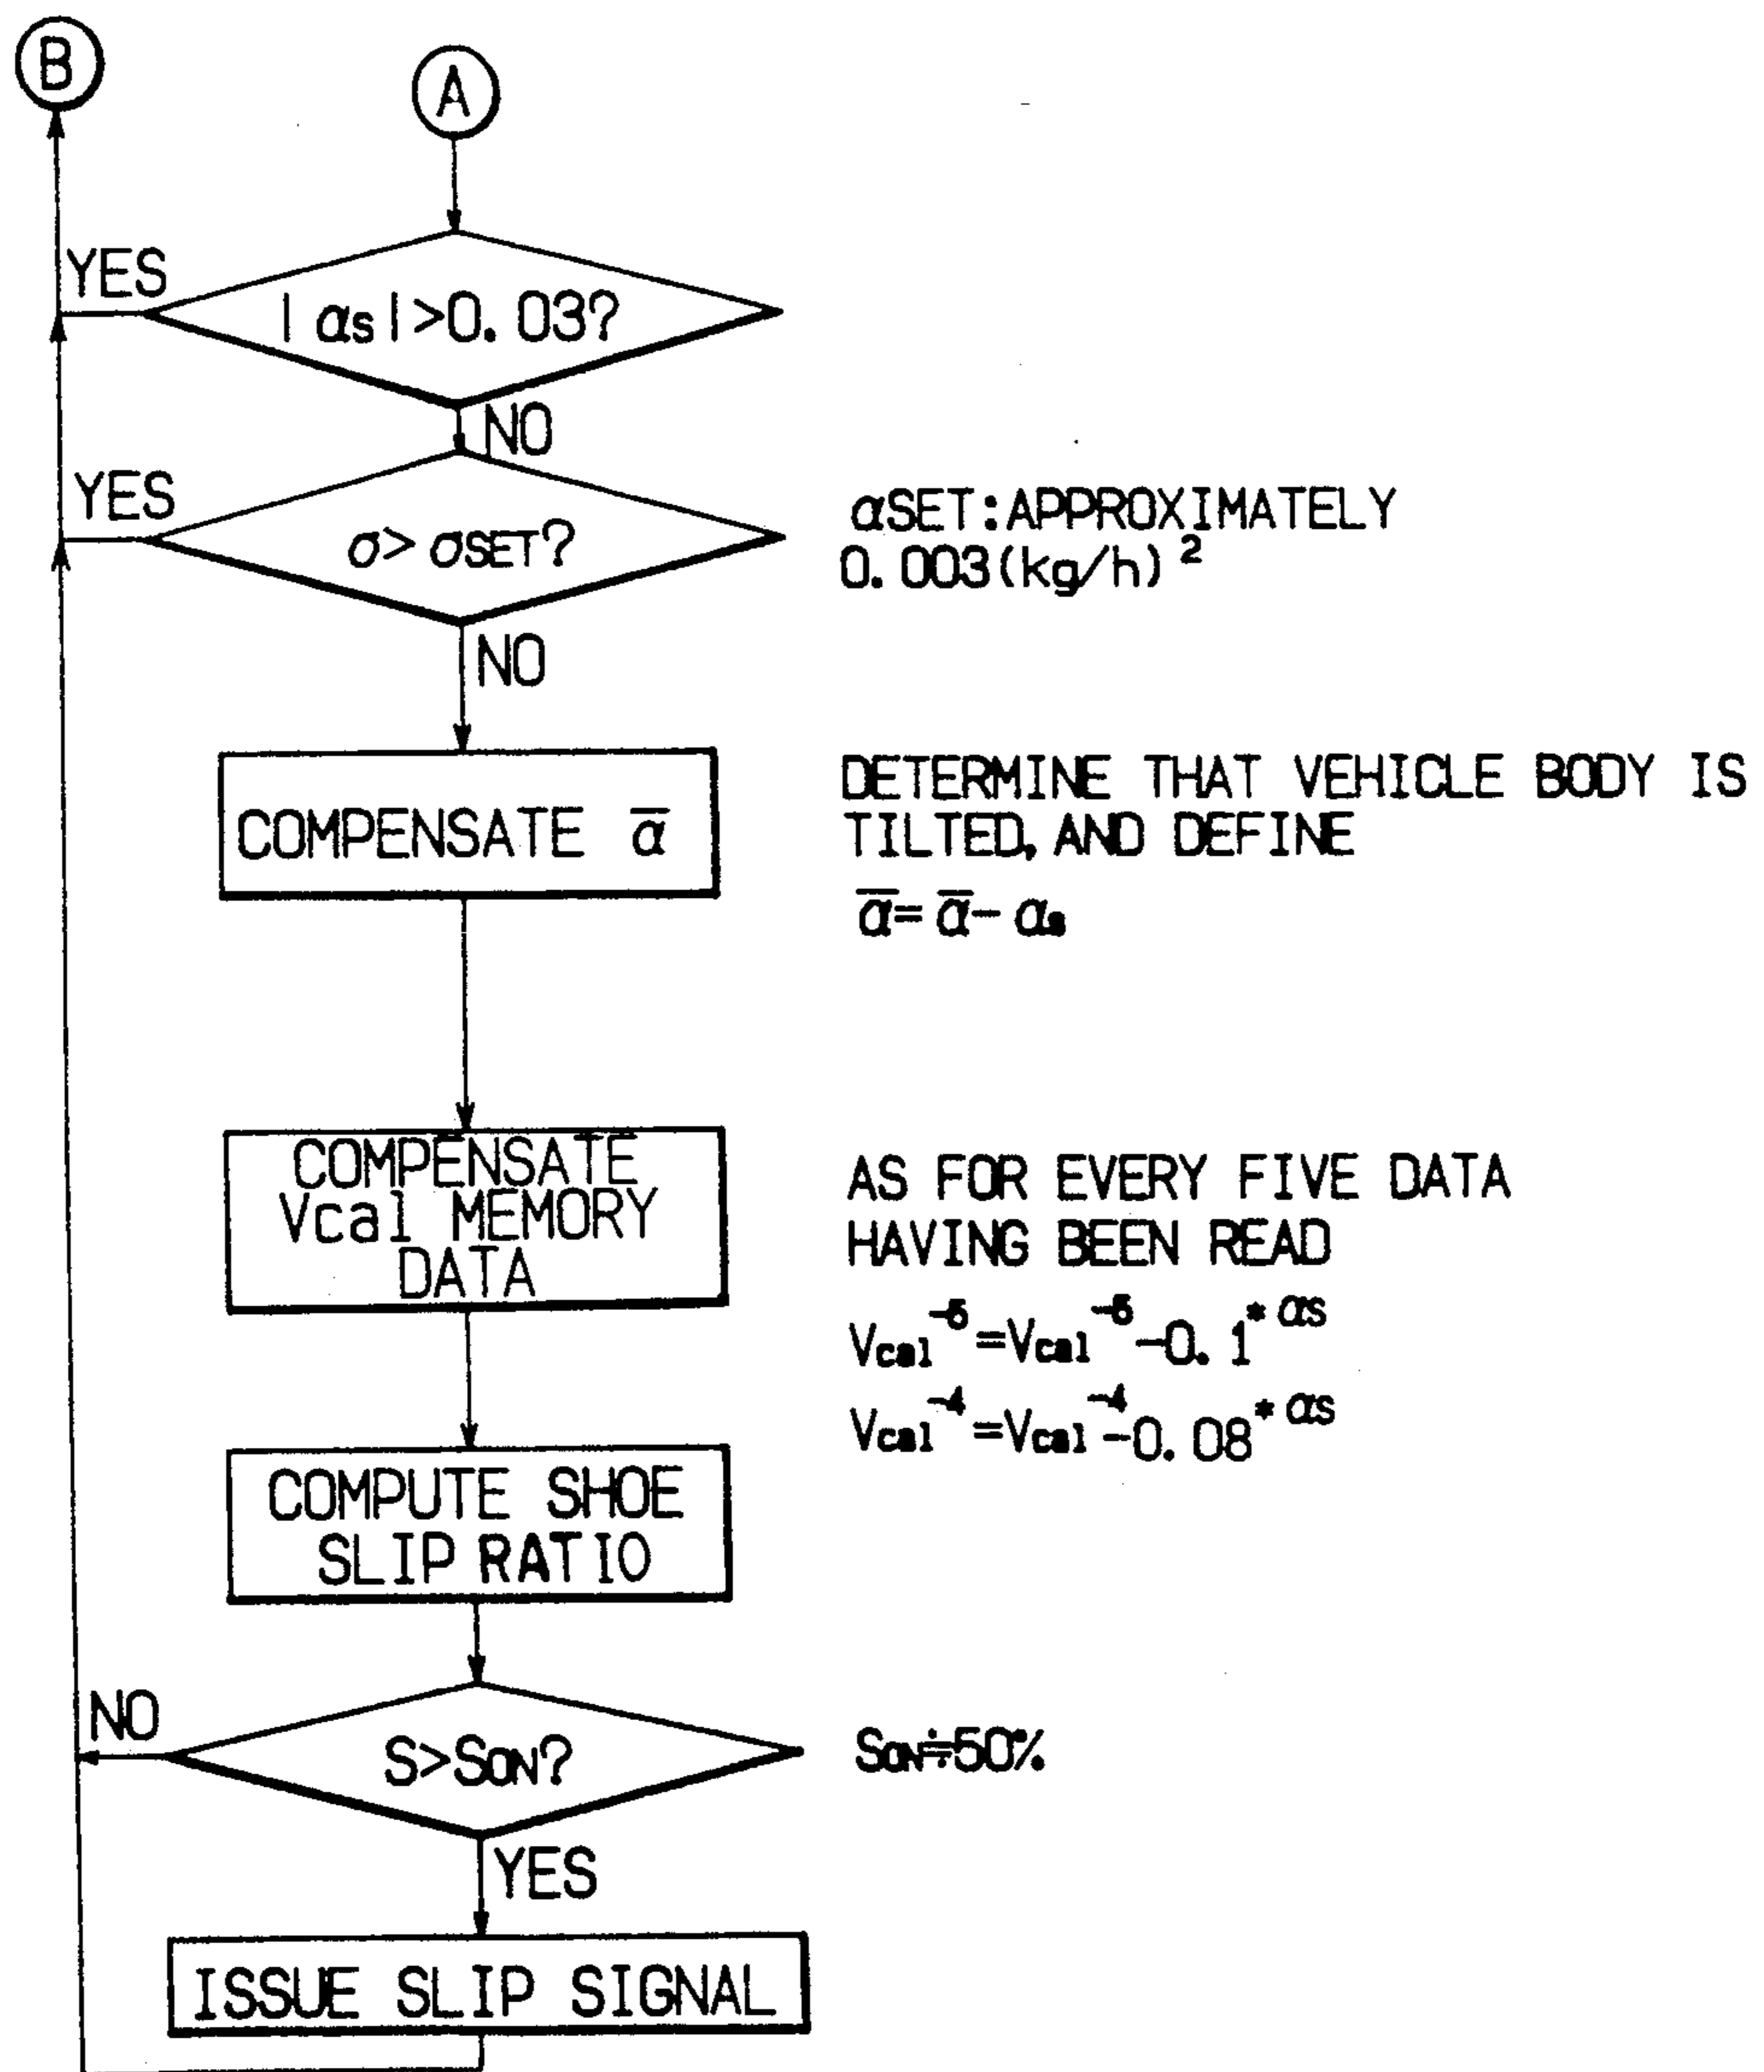 B
A
YES
| αs |>0.03?
NO
YES
σ> σSET?
αSET:APPROXIMATELY
0.003(kg/h)²
NO
COMPENSATE ᾱ
DETERMINE THAT VEHICLE BODY IS
TILTED, AND DEFINE
ᾱ=ᾱ- αs
COMPENSATE
Vcal MEMORY
DATA
AS FOR EVERY FIVE DATA
HAVING BEEN READ
Vcal⁻⁵=Vcal⁻⁵-0.1* αs
Vcal⁻⁴=Vcal⁻⁴-0.08* αs
COMPUTE SHOE
SLIP RATIO
NO
S>SON?
SON≒50%
YES
ISSUE SLIP SIGNAL